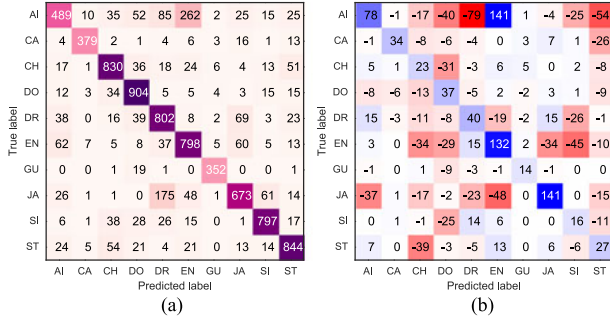 AI 489 10 35 52 85 262 2 25 15 25
CA 4 379 4 1 4 6 3 16 1 13
CH 17 1 830 36 18 24 6 4 13 51
DO 12 3 34 904 5 5 4 3 15 15
DR 38 0 16 39 802 8 2 69 3 23
EN 62 7 5 8 37 798 5 60 5 13
GU 0 0 1 19 1 0 352 0 0 1
JA 26 1 1 0 175 48 1 673 61 14
SI 6 1 38 28 26 15 0 9 797 17
ST 24 5 54 21 4 21 0 13 14 844
AI CA CH DO DR EN GU JA SI ST
True label
Predicted label
(a)
AI 78 -1 -17 -40 -79 141 1 -4 -25 -54
CA -1 34 -8 -6 -4 0 3 7 1 -26
CH 5 1 23 -31 -3 6 5 0 2 -8
DO -8 -6 -13 37 -5 2 -2 3 1 -9
DR 15 -3 -11 -8 40 -19 -2 15 -26 -1
EN 3 0 -34 -29 15 132 2 -34 -45 -10
GU -1 0 -1 -9 -3 -1 14 -1 0 1
JA -37 1 -17 -2 -23 -48 -1 141 0 -15
SI 0 1 -5 -25 14 6 0 0 16 -11
ST 7 0 -39 -3 -5 13 0 6 -6 27
AI CA CH DO DR EN GU JA SI ST
True label
Predicted label
(b)